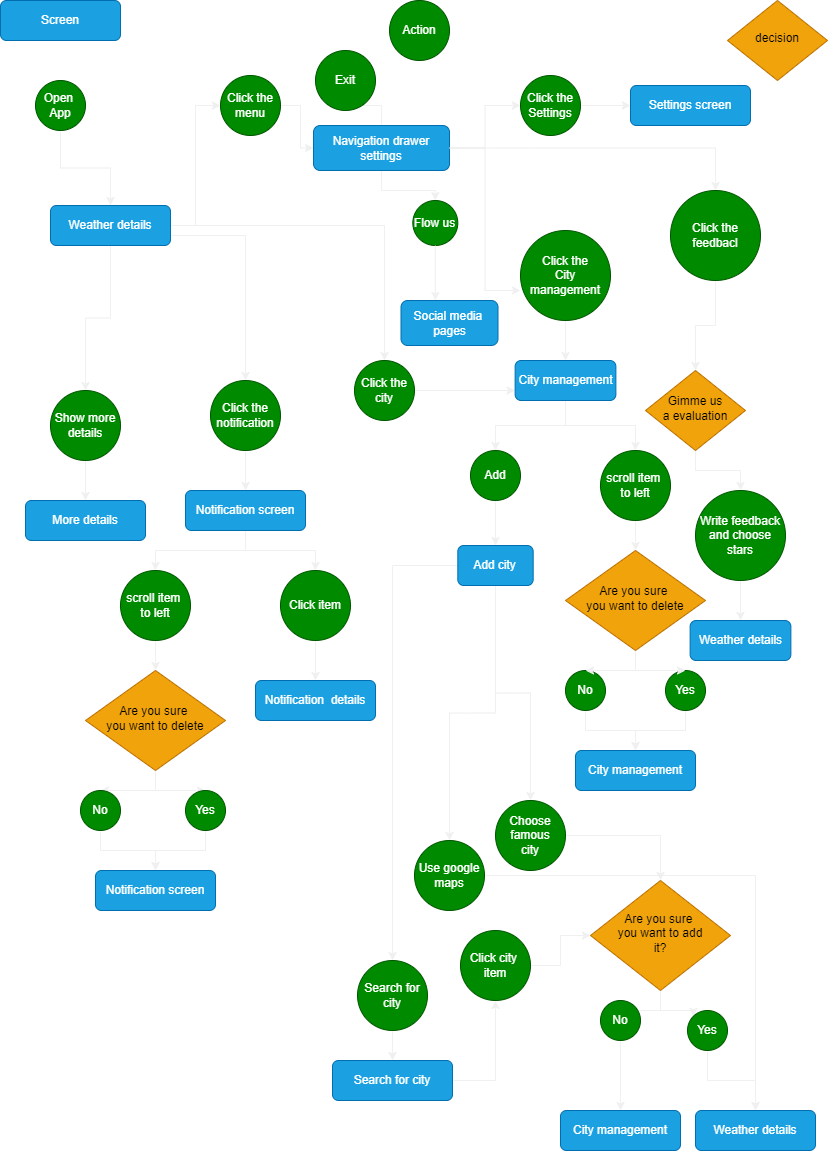 Screen
Action
decision
Exit
Open
App
Click the
menu
Click the
Settings
Settings screen
Navigation drawer
settings
Weather details
Flow us
Click the
feedbacl
Click the
City
management
Social media
pages
Click the
city
City management
Gimme us
a evaluation
Show more
details
Click the
notification
Add
scroll item
to left
More details
Notification screen
Write feedback
and choose
stars
Add city
scroll item
to left
Click item
Are you sure
you want to delete
Weather details
Notification  details
No
Yes
Are you sure
you want to delete
City management
No
Yes
Choose
famous
city
Notification screen
Use google
maps
Are you sure
you want to add
it?
Click city
item
Search for
city
No
Yes
Search for city
City management
Weather details